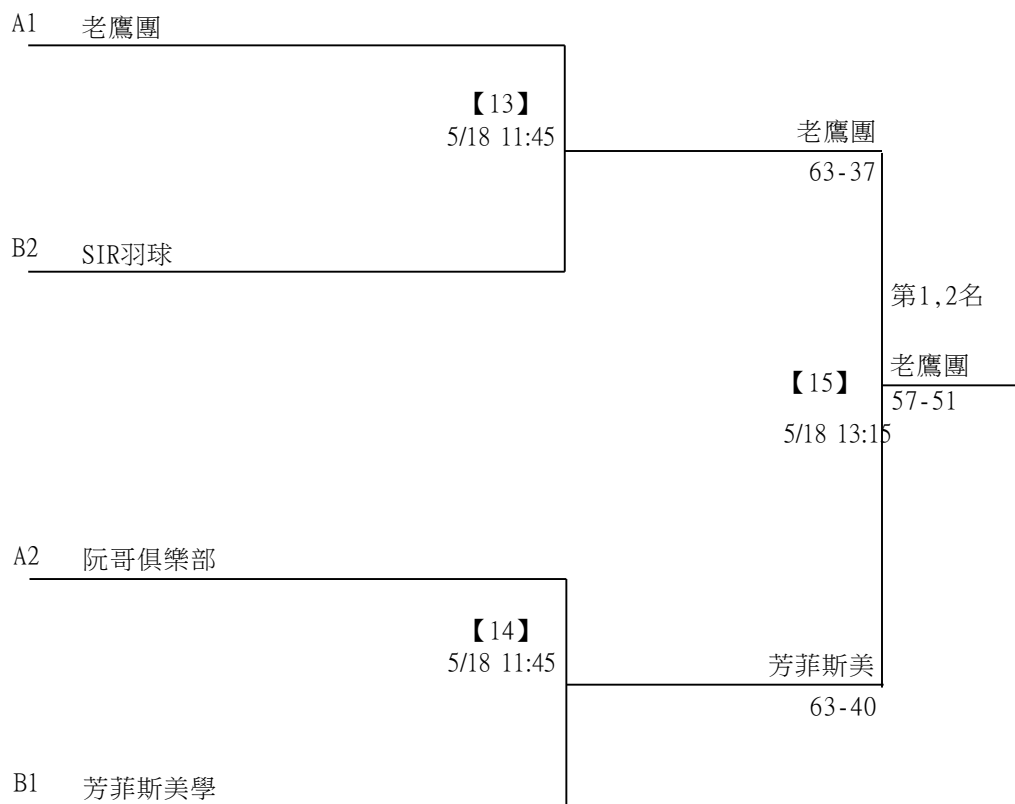 A1 老鷹團
【13】
5/18 11:45
老鷹團
63-37
B2 SIR羽球
第1,2名
老鷹團
【15】
57-51
5/18 13:15
A2 阮哥俱樂部
【14】
5/18 11:45
芳菲斯美
63-40
B1 芳菲斯美學